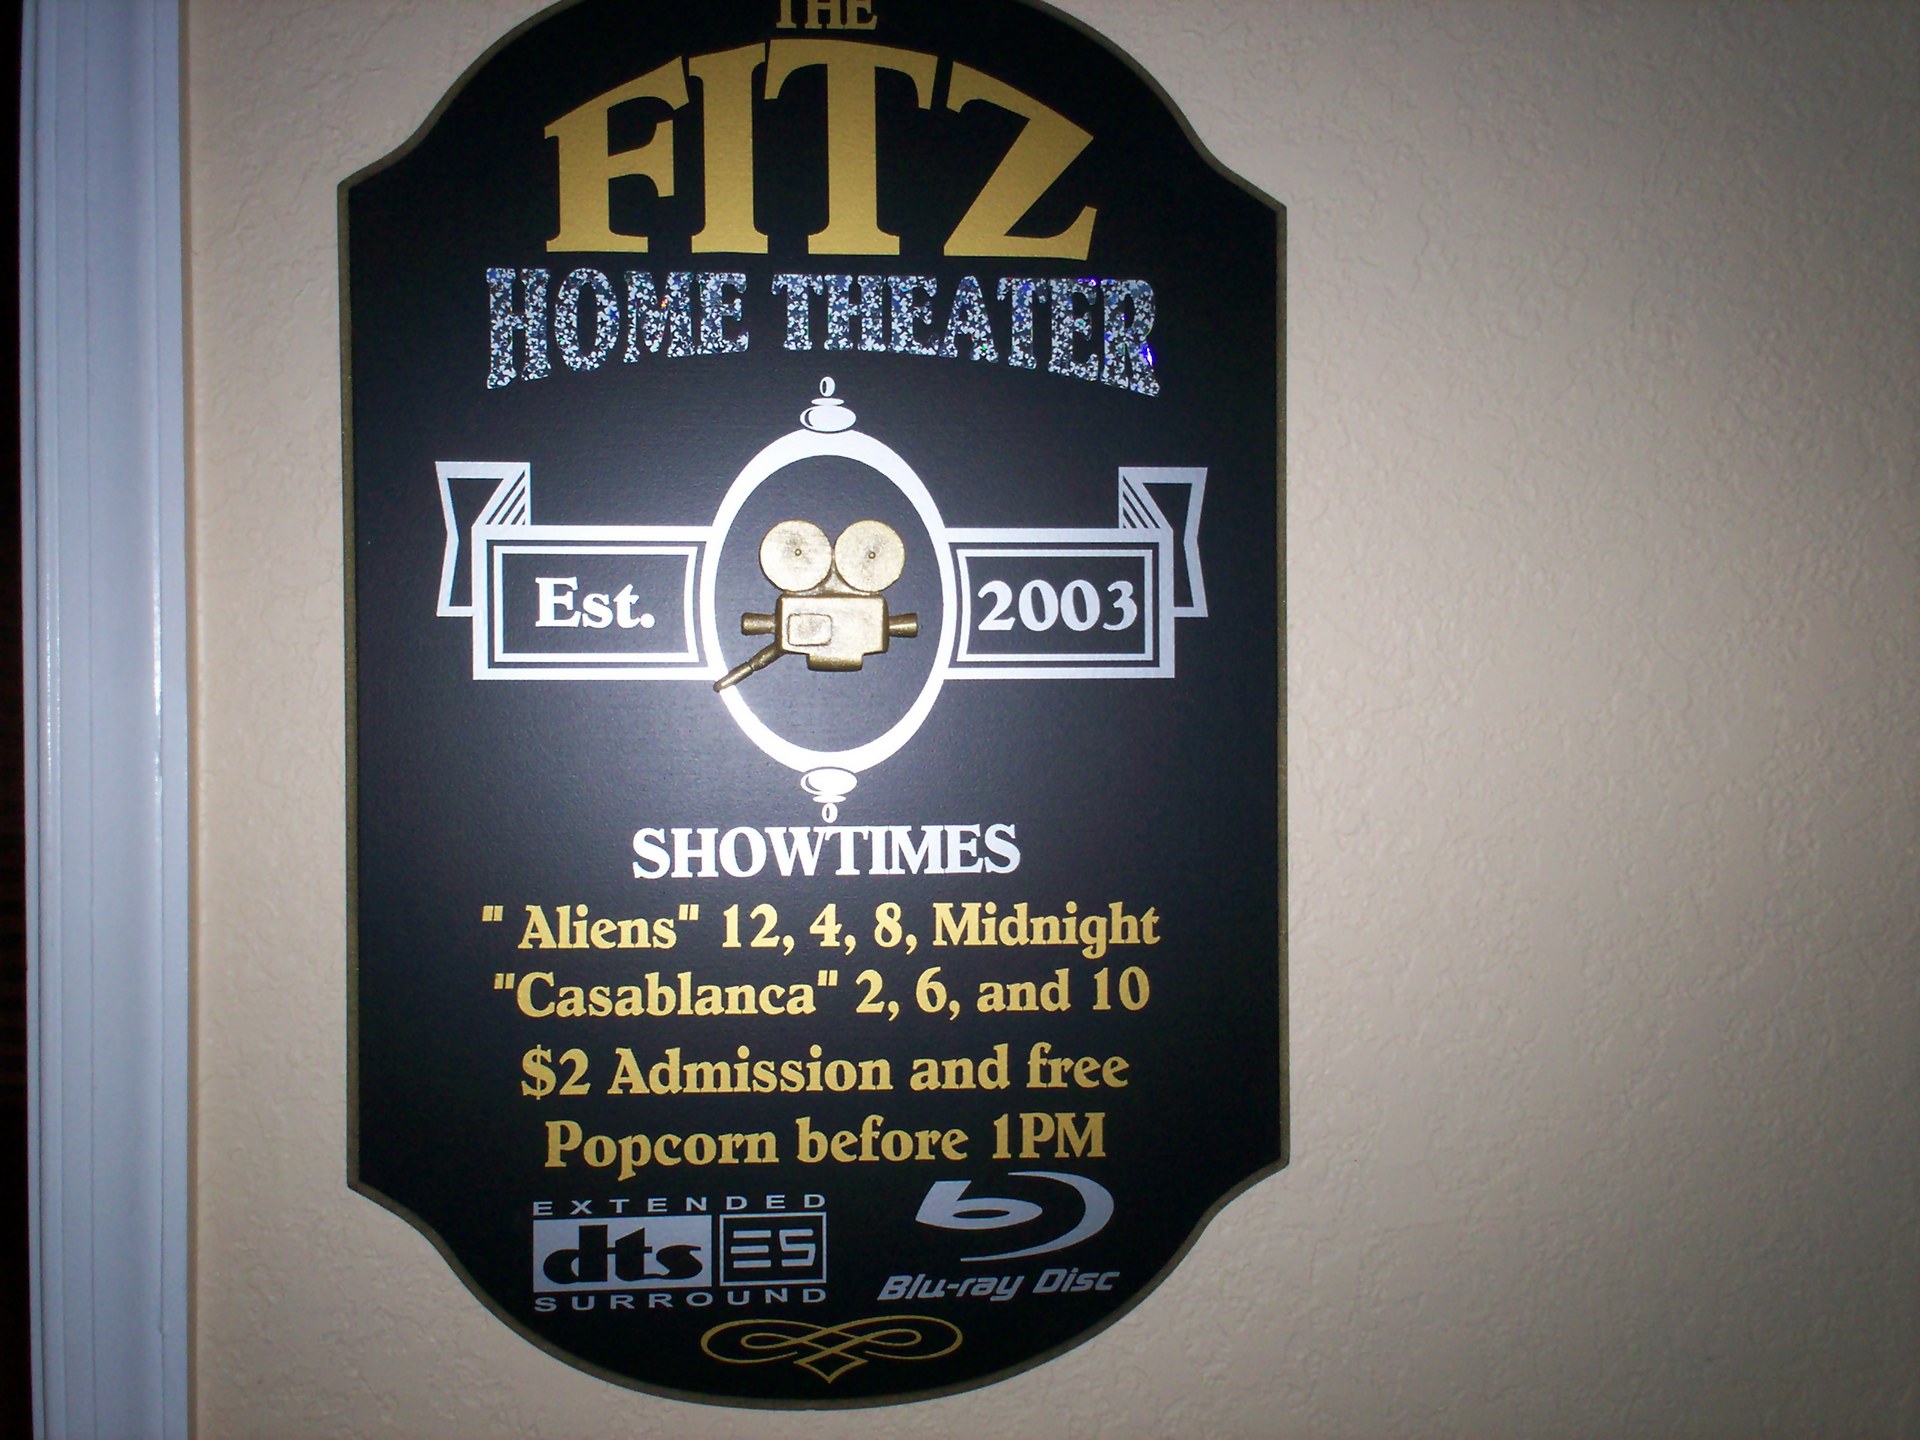 THE
FITZ
HOME THEATER
Est. 2003
SHOWTIMES
" Aliens" 12, 4, 8, Midnight
"Casablanca" 2, 6, and 10
$2 Admission and free
Popcorn before 1PM
EXTENDED
dts ES
SURROUND
Blu-ray Disc